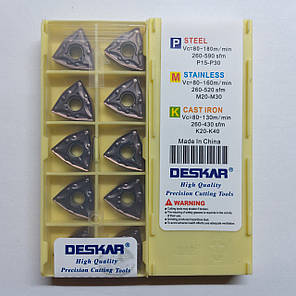 P STEEL
Vc=80-180m/min
260-590 sfm
P15-P30
M STAINLESS
Vc=80-160m/min
260-520 sfm
M20-M30
K CAST IRON
Vc=80-130m/min
260-430 sfm
K20-K40
Made In China
DESKAR®
High Quality
Precision Cutting Tools
WARNING
DESKAR®
High Quality
Precision Cutting Tools